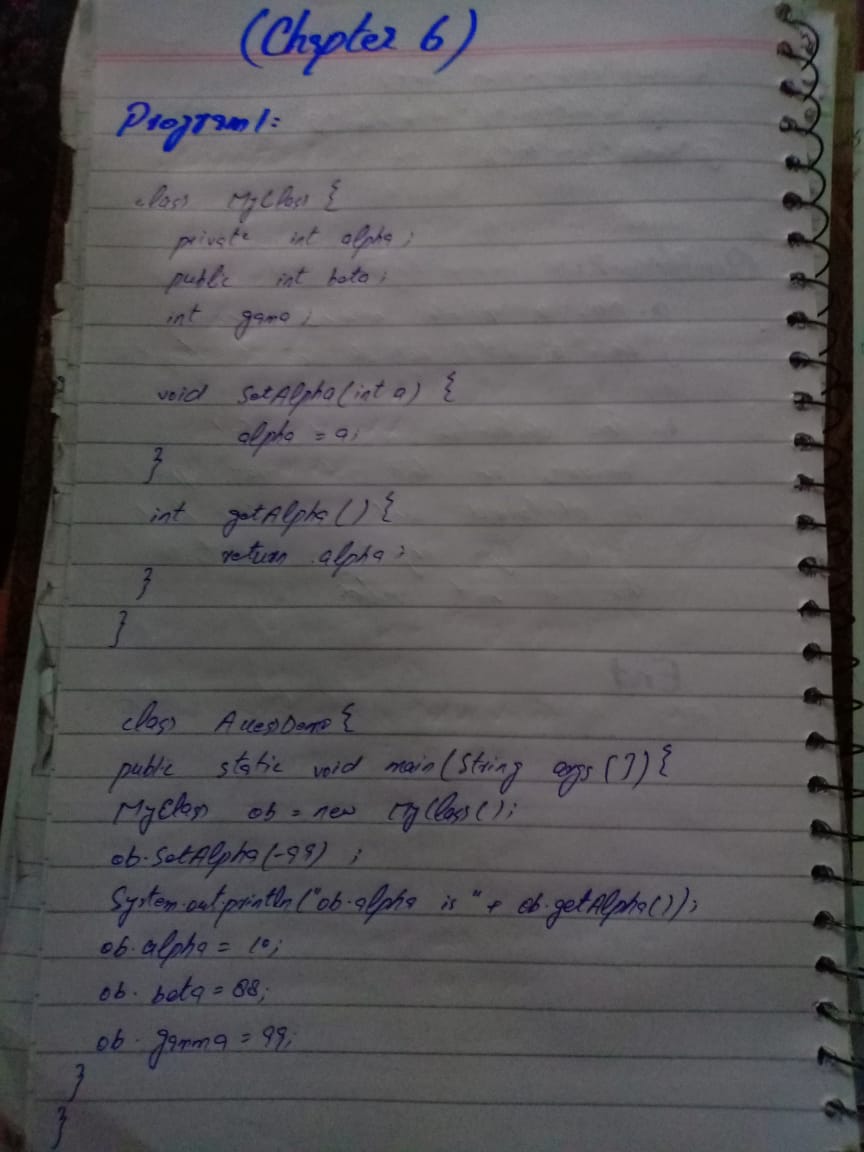 (Chapter 6)
Program 1:
class MyClass {
private int alpha;
public int beta;
int gama;
void SetAlpha(int a) {
alpha = a;
}
int getAlpha() {
return alpha;
}
}
class AccessDemo {
public static void main(String args []) {
MyClass ob = new MyClass();
ob.SetAlpha(-99) ;
System.out.println("ob.alpha is " + ob.getAlpha());
ob.alpha = 10;
ob. beta = 88;
ob. gamma = 99;
}
}